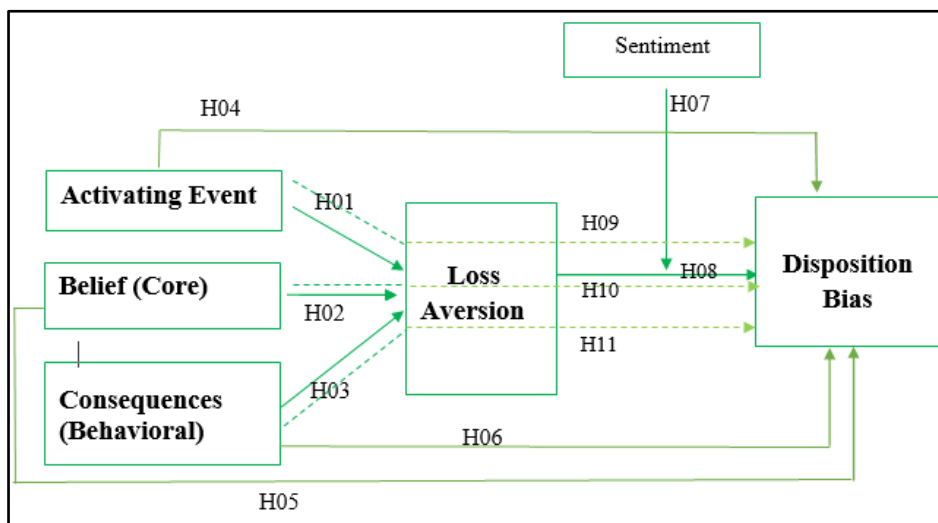 Sentiment
H07
H04
Activating Event
H01
H09
Belief (Core)
Loss
Aversion
H08
Disposition
Bias
H02
H10
H11
Consequences
(Behavioral)
H03
H06
H05